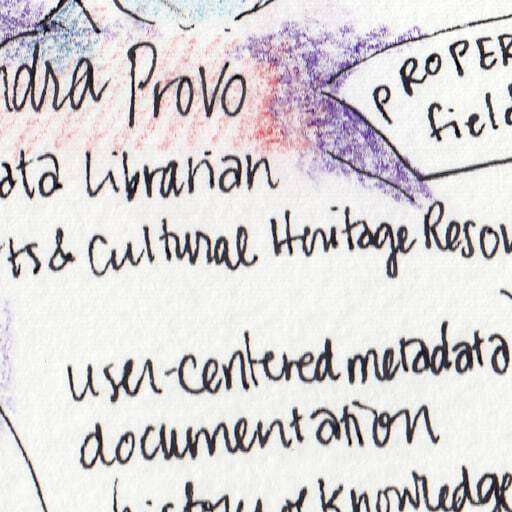 ndra Provo
PROPER
field
ata Librarian
ts & Cultural Heritage Resou
user-centered metadata
documentation
history of knowledge